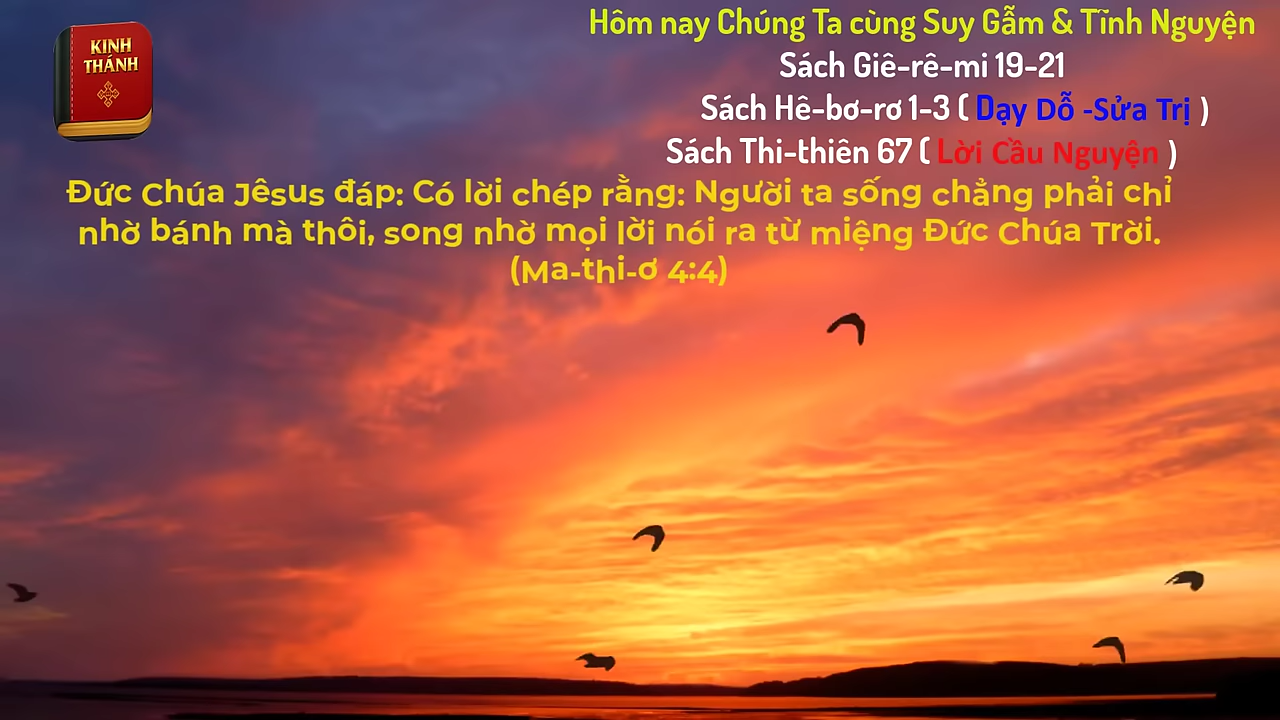 KINH
THÁNH
Hôm nay Chúng Ta cùng Suy Gẫm & Tĩnh Nguyện
Sách Giê-rê-mi 19-21
Sách Hê-bơ-rơ 1-3 ( Dạy Dỗ -Sửa Trị )
Sách Thi-thiên 67 ( Lời Cầu Nguyện )
Đức Chúa Jêsus đáp: Có lời chép rằng: Người ta sống chẳng phải chỉ
nhờ bánh mà thôi, song nhờ mọi lời nói ra từ miệng Đức Chúa Trời.
(Ma-thi-ơ 4:4)